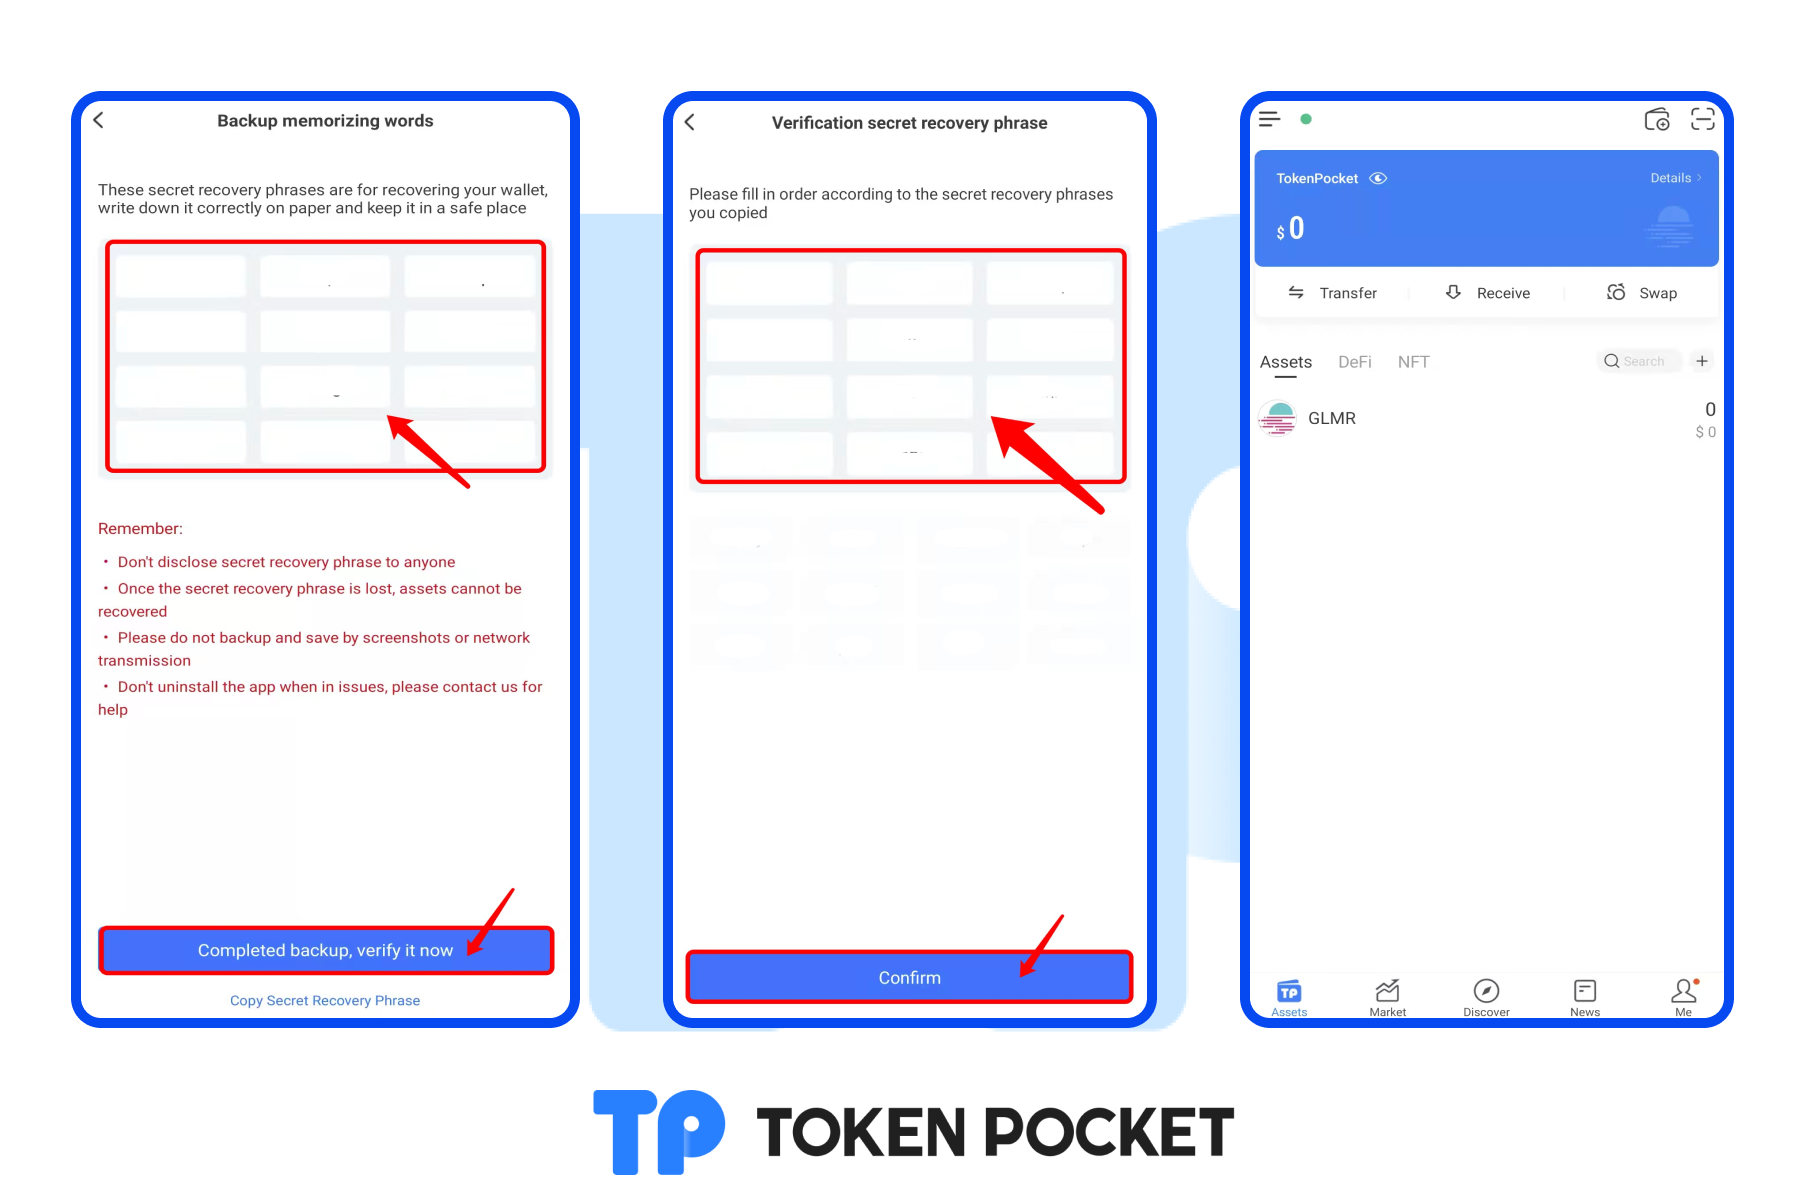 Backup memorizing words
These secret recovery phrases are for recovering your wallet,
write down it correctly on paper and keep it in a safe place
Remember:
• Don't disclose secret recovery phrase to anyone
• Once the secret recovery phrase is lost, assets cannot be
recovered
• Please do not backup and save by screenshots or network
transmission
• Don't uninstall the app when in issues, please contact us for
help
Completed backup, verify it now
Copy Secret Recovery Phrase
Verification secret recovery phrase
Please fill in order according to the secret recovery phrases
you copied
Confirm
TokenPocket
Details
$ 0
Transfer
Receive
Swap
Assets
DeFi
NFT
Search
GLMR
0
$ 0
TP
Assets
Market
Discover
News
Me
TP TOKEN POCKET